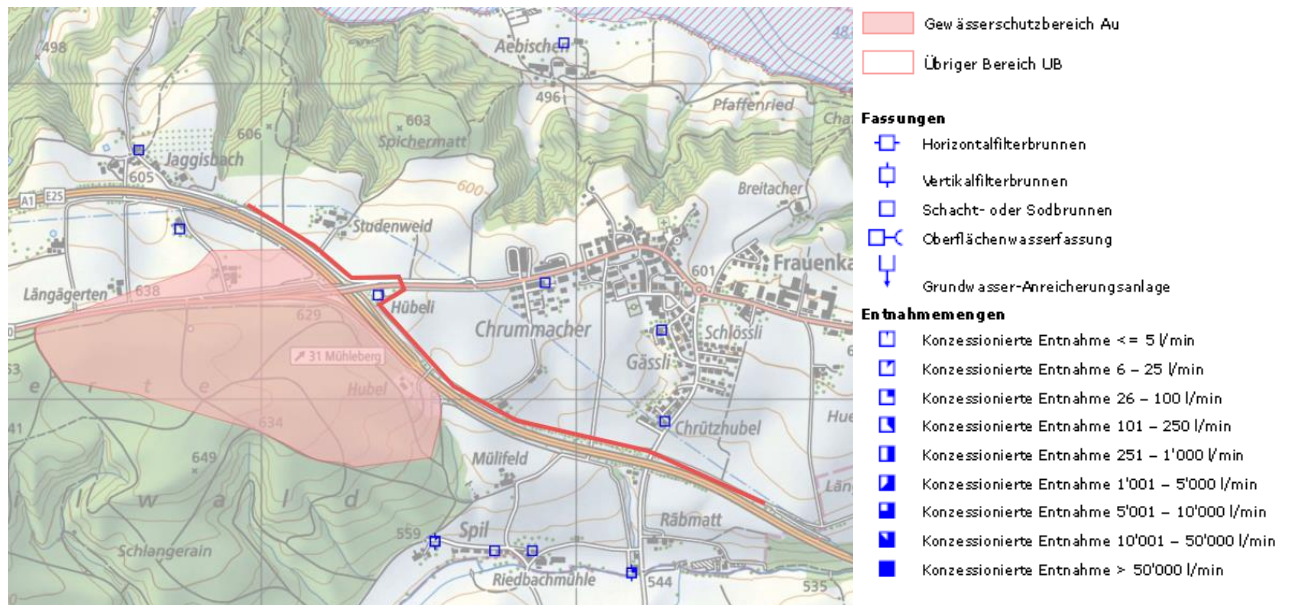 498
Aebischen
496
Pfaffenried
606
603
Spichermatt
Jaggisbach
605
600
Breitacher
A1 E25
Studenweid
601
Frauenka
Längägerten
638
629
Hübeli
Chrummacher
Schlössli
Gässli
31 Mühleberg
Hubel
e r t e
634
Chrützhubel
Hue
41
649
Mülifeld
l w a l d
Räbmatt
Län
559
Spil
Schlangerain
Riedbachmühle
544
535
Gewässerschutzbereich Au
Übriger Bereich UB
Fassungen
Horizontalfilterbrunnen
Vertikalfilterbrunnen
Schacht- oder Sodbrunnen
Oberflächenwasserfassung
Grundwasser-Anreicherungsanlage
Entnahmemengen
Konzessionierte Entnahme <= 5 l/min
Konzessionierte Entnahme 6 – 25 l/min
Konzessionierte Entnahme 26 – 100 l/min
Konzessionierte Entnahme 101 – 250 l/min
Konzessionierte Entnahme 251 – 1'000 l/min
Konzessionierte Entnahme 1'001 – 5'000 l/min
Konzessionierte Entnahme 5'001 – 10'000 l/min
Konzessionierte Entnahme 10'001 – 50'000 l/min
Konzessionierte Entnahme > 50'000 l/min